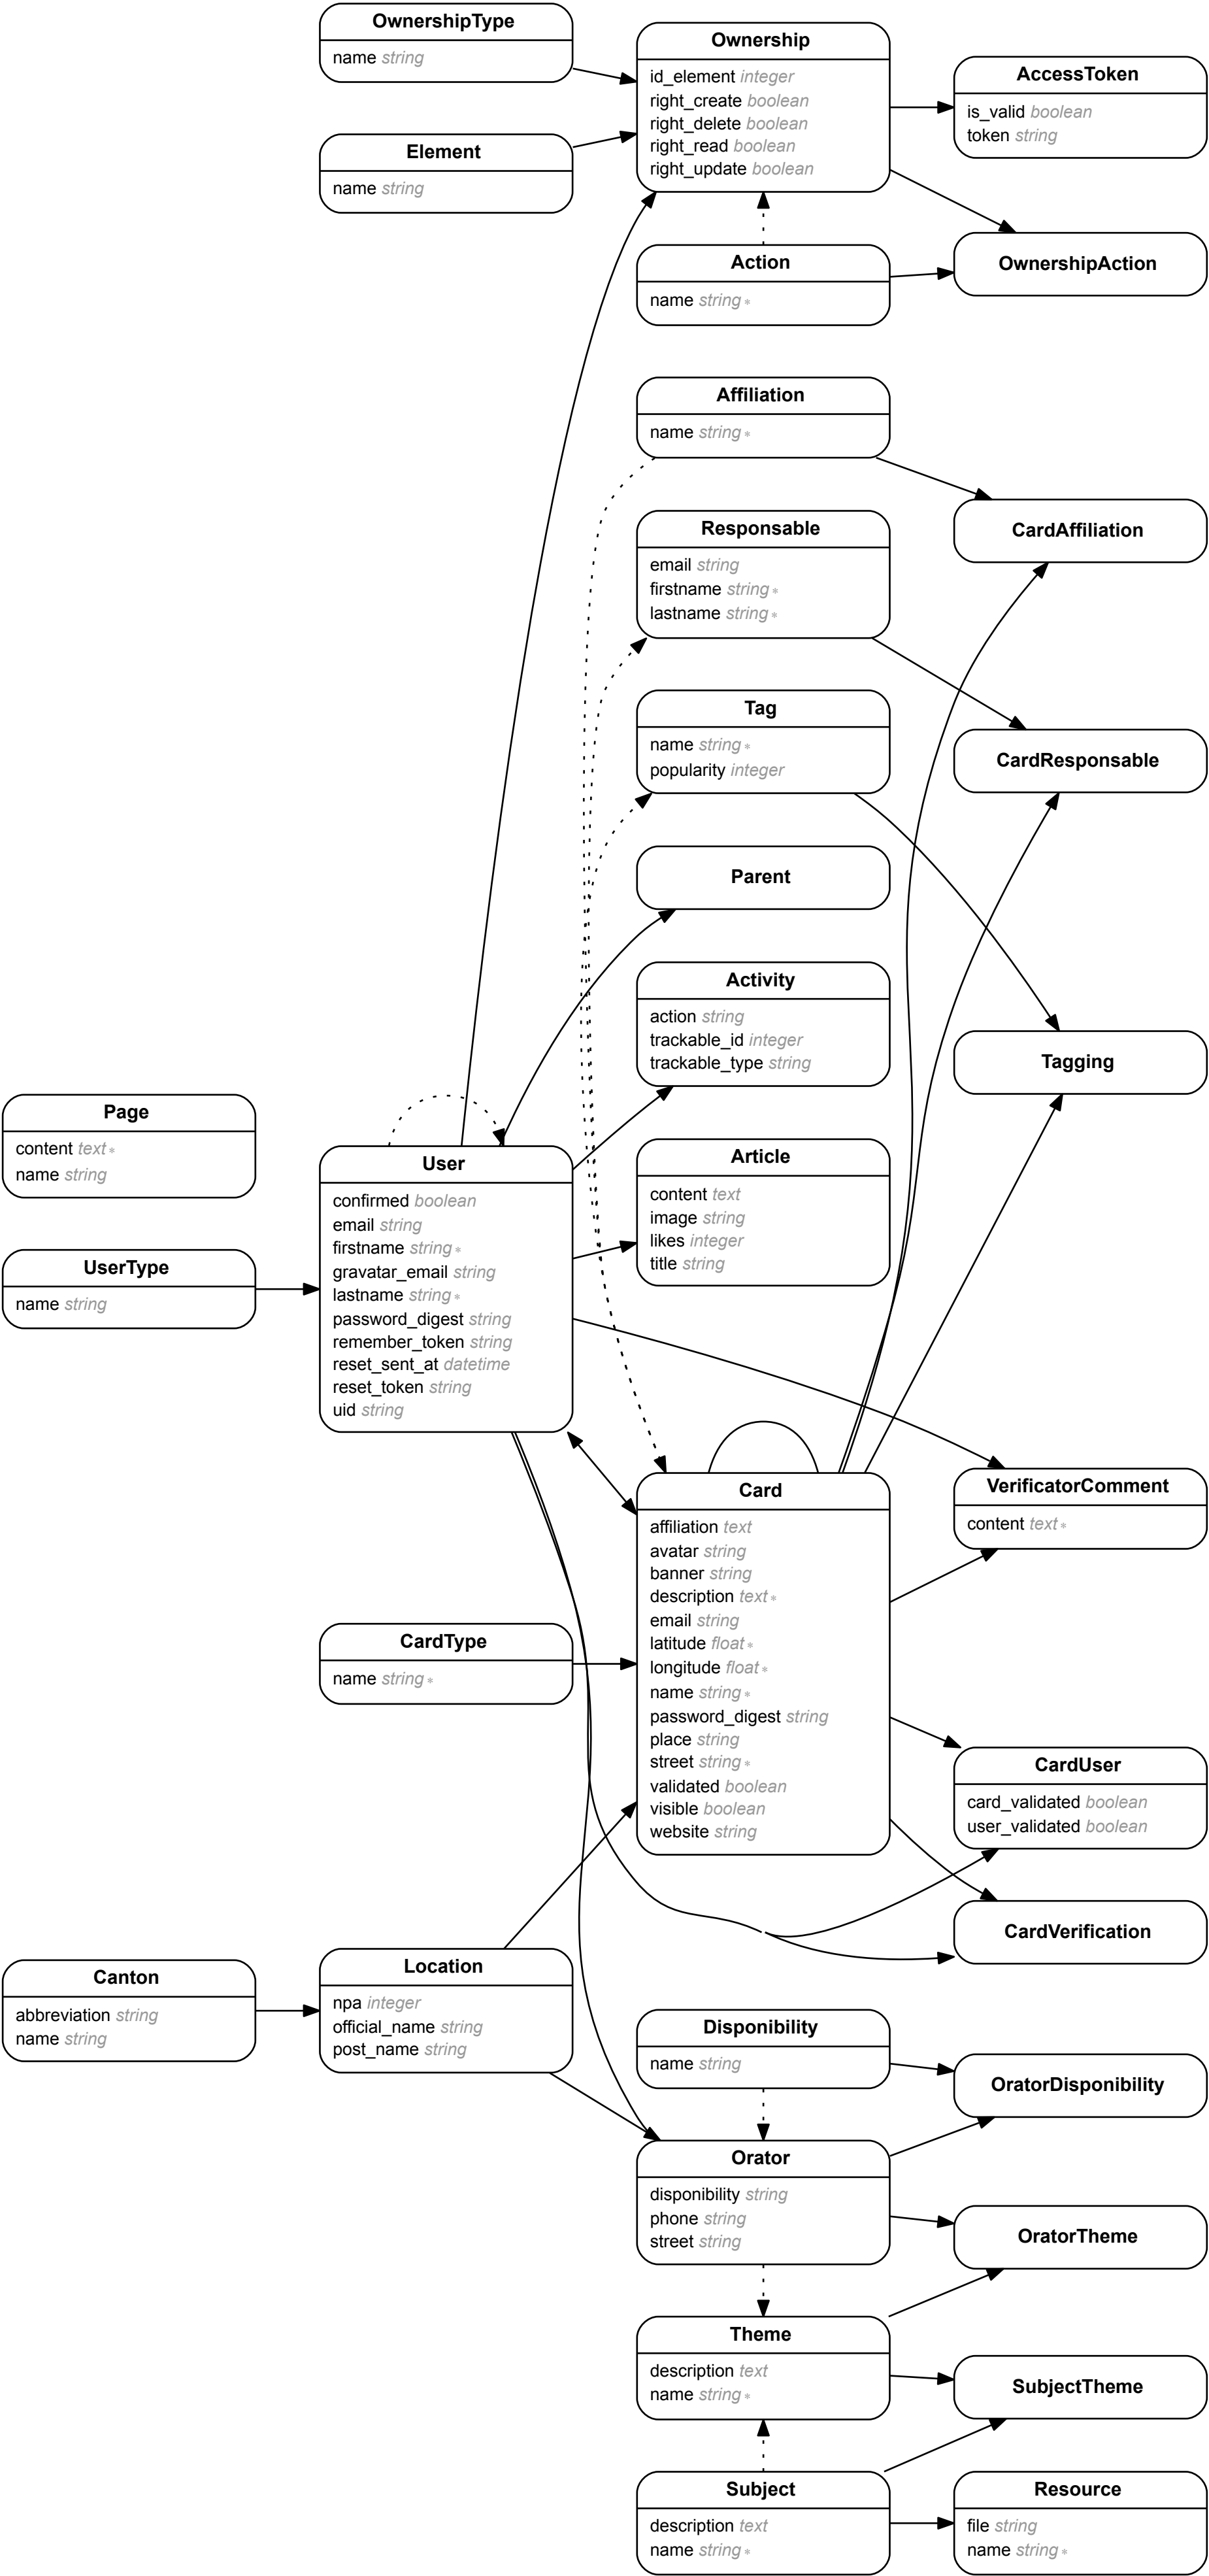 OwnershipType
name string
Element
name string
Ownership
id_element integer
right_create boolean
right_delete boolean
right_read boolean
right_update boolean
AccessToken
is_valid boolean
token string
OwnershipAction
Action
name string *
Affiliation
name string *
CardAffiliation
Responsable
email string
firstname string *
lastname string *
Tag
name string *
popularity integer
CardResponsable
Parent
Activity
action string
trackable_id integer
trackable_type string
Tagging
Page
content text *
name string
UserType
name string
User
confirmed boolean
email string
firstname string *
gravatar_email string
lastname string *
password_digest string
remember_token string
reset_sent_at datetime
reset_token string
uid string
Article
content text
image string
likes integer
title string
Card
affiliation text
avatar string
banner string
description text *
email string
latitude float *
longitude float *
name string *
password_digest string
place string
street string *
validated boolean
visible boolean
website string
VerificatorComment
content text *
CardType
name string *
CardUser
card_validated boolean
user_validated boolean
CardVerification
Canton
abbreviation string
name string
Location
npa integer
official_name string
post_name string
Disponibility
name string
OratorDisponibility
Orator
disponibility string
phone string
street string
OratorTheme
Theme
description text
name string *
SubjectTheme
Subject
description text
name string *
Resource
file string
name string *